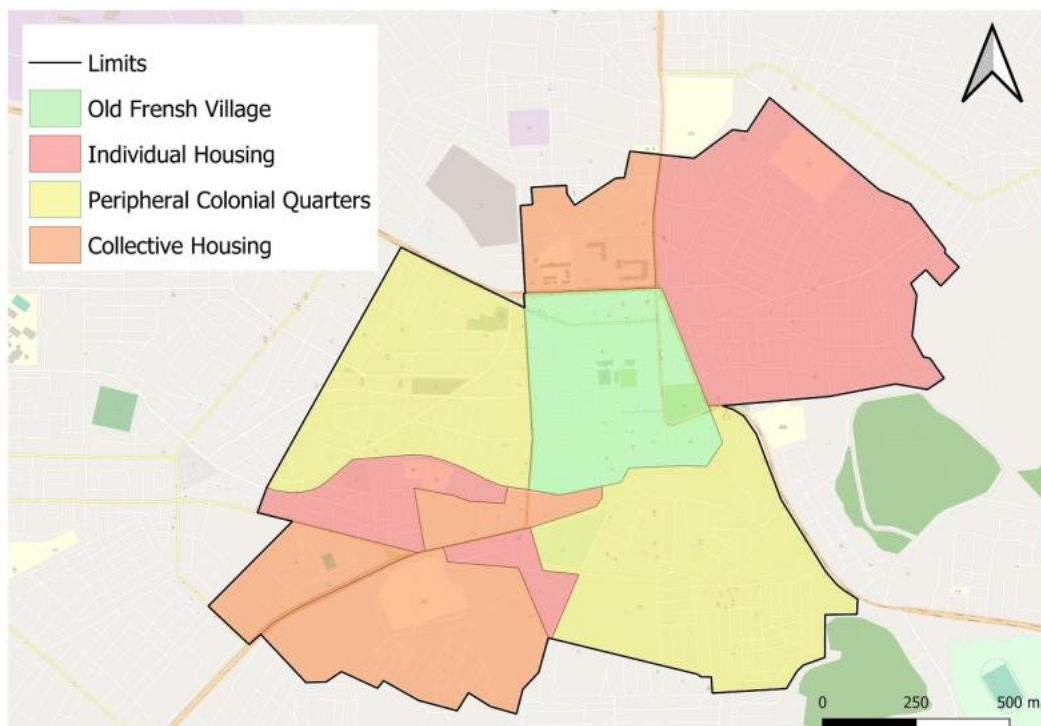 Limits
Old Frensh Village
Individual Housing
Peripheral Colonial Quarters
Collective Housing
0 250 500 m